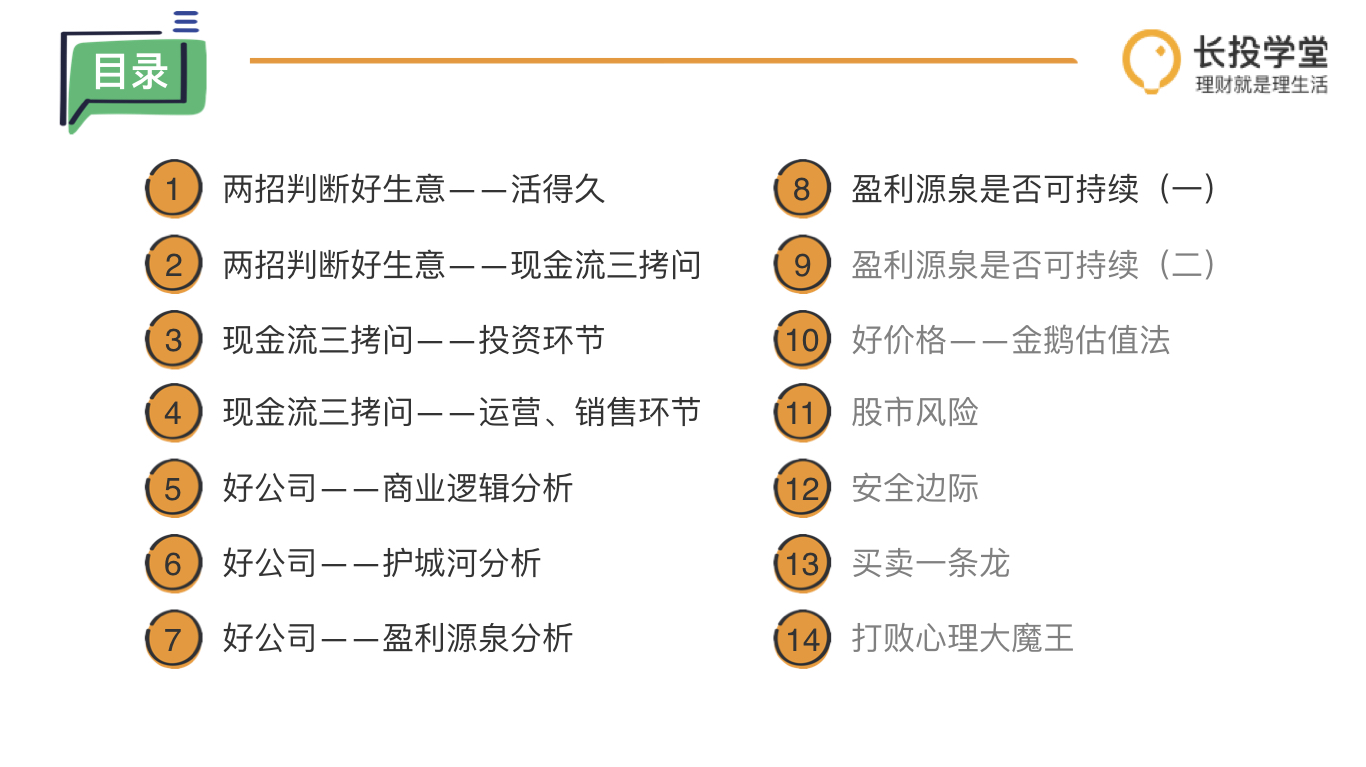 目录
长投学堂
理财就是理生活
1 两招判断好生意——活得久
2 两招判断好生意——现金流三拷问
3 现金流三拷问——投资环节
4 现金流三拷问——运营、销售环节
5 好公司——商业逻辑分析
6 好公司——护城河分析
7 好公司——盈利源泉分析
8 盈利源泉是否可持续（一）
9 盈利源泉是否可持续（二）
10 好价格——金鹅估值法
11 股市风险
12 安全边际
13 买卖一条龙
14 打败心理大魔王